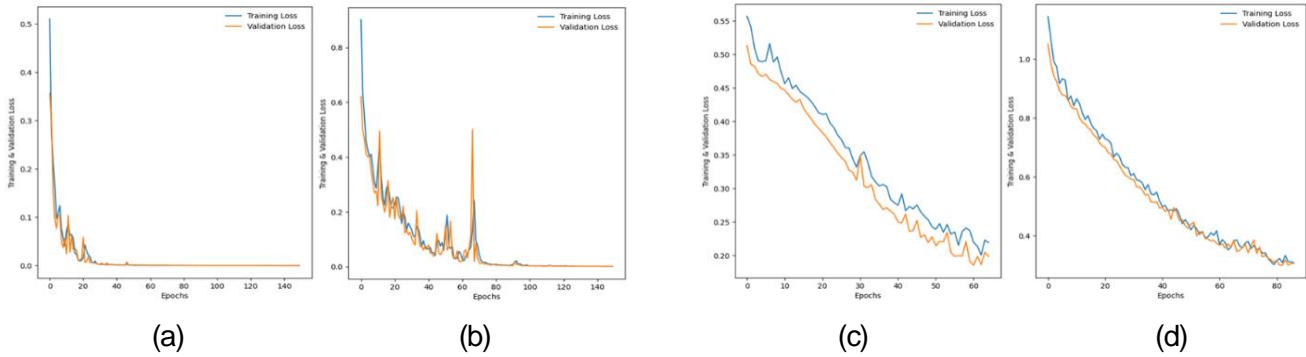 Training & Validation Loss
0.5
0.4
0.3
0.2
0.1
0.0
Training Loss
Validation Loss
0 20 40 60 80 100 120 140
Epochs
(a)
Training & Validation Loss
0.8
0.6
0.4
0.2
0.0
Training Loss
Validation Loss
0 20 40 60 80 100 120 140
Epochs
(b)
Training & Validation Loss
0.55
0.50
0.45
0.40
0.35
0.30
0.25
0.20
Training Loss
Validation Loss
0 10 20 30 40 50 60
Epochs
(c)
Training & Validation Loss
1.0
0.8
0.6
0.4
Training Loss
Validation Loss
0 20 40 60 80
Epochs
(d)